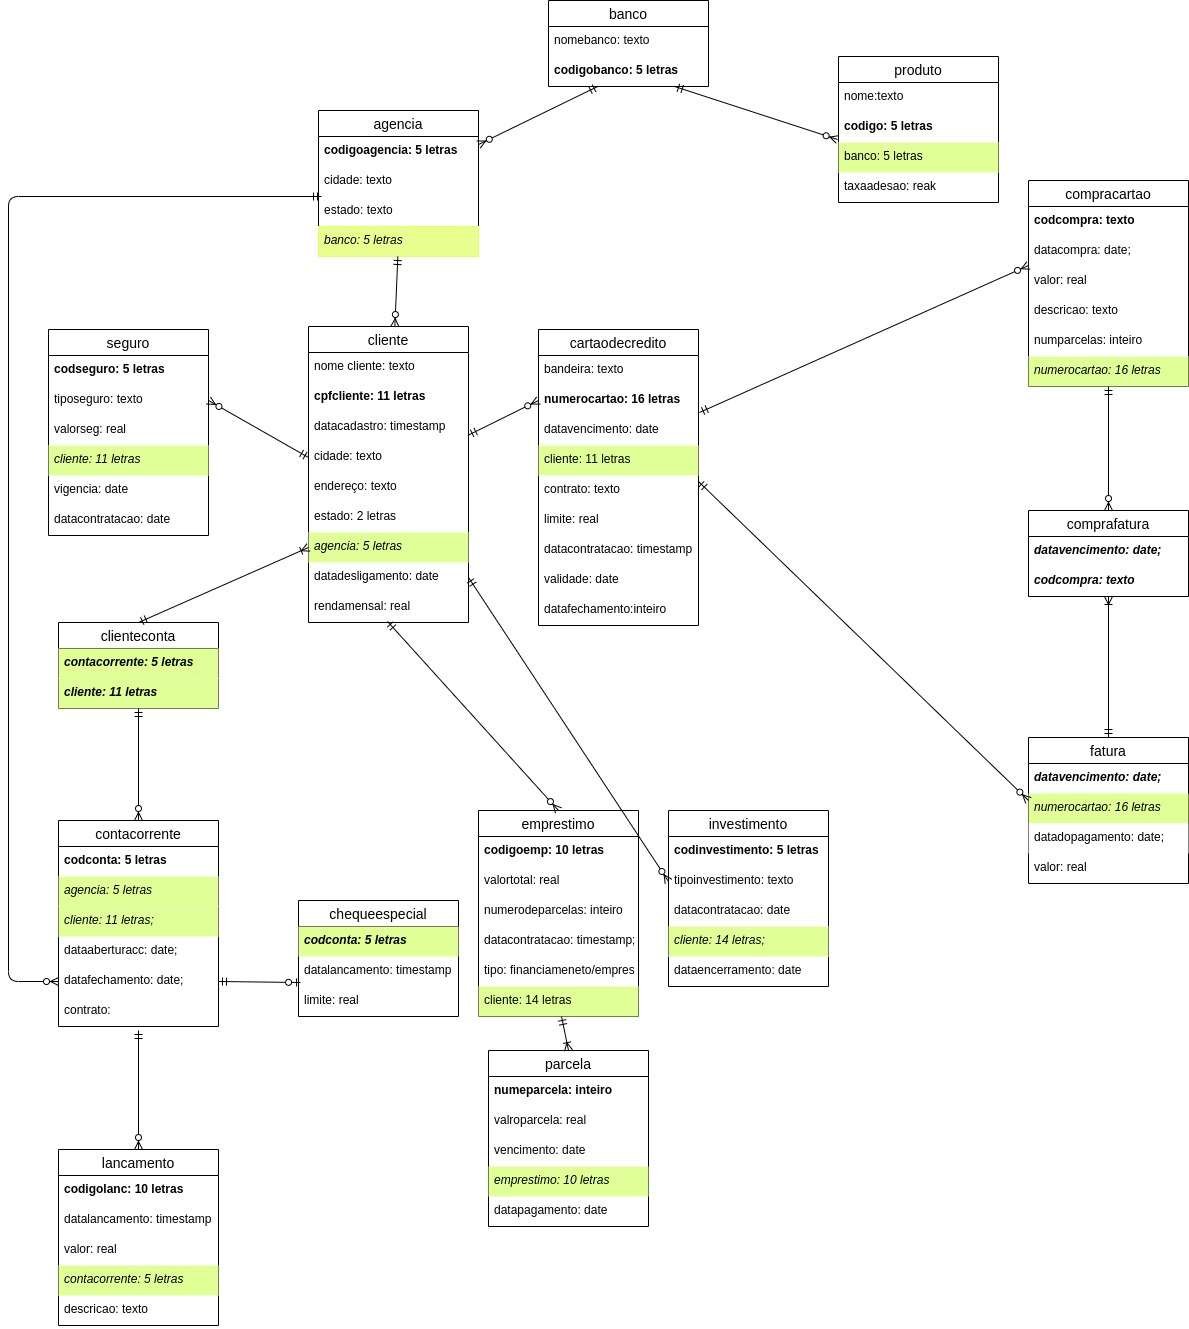 banco
nomebanco: texto
codigobanco: 5 letras
produto
nome:texto
codigo: 5 letras
banco: 5 letras
taxaadesao: reak
agencia
codigoagencia: 5 letras
cidade: texto
estado: texto
banco: 5 letras
compracartao
codcompra: texto
datacompra: date;
valor: real
descricao: texto
numparcelas: inteiro
numerocartao: 16 letras
seguro
codseguro: 5 letras
tiposeguro: texto
valorseg: real
cliente: 11 letras
vigencia: date
datacontratacao: date
cliente
nome cliente: texto
cpfcliente: 11 letras
datacadastro: timestamp
cidade: texto
endereço: texto
estado: 2 letras
agencia: 5 letras
datadesligamento: date
rendamensal: real
cartaodecredito
bandeira: texto
numerocartao: 16 letras
datavencimento: date
cliente: 11 letras
contrato: texto
limite: real
datacontratacao: timestamp
validade: date
datafechamento:inteiro
comprafatura
datavencimento: date;
codcompra: texto
clienteconta
contacorrente: 5 letras
cliente: 11 letras
fatura
datavencimento: date;
numerocartao: 16 letras
datadopagamento: date;
valor: real
contacorrente
codconta: 5 letras
agencia: 5 letras
cliente: 11 letras;
dataaberturacc: date;
datafechamento: date;
contrato:
chequeespecial
codconta: 5 letras
datalancamento: timestamp
limite: real
emprestimo
codigoemp: 10 letras
valortotal: real
numerodeparcelas: inteiro
datacontratacao: timestamp;
tipo: financiameneto/empres
cliente: 14 letras
investimento
codinvestimento: 5 letras
tipoinvestimento: texto
datacontratacao: date
cliente: 14 letras;
dataencerramento: date
parcela
numeparcela: inteiro
valroparcela: real
vencimento: date
emprestimo: 10 letras
datapagamento: date
lancamento
codigolanc: 10 letras
datalancamento: timestamp
valor: real
contacorrente: 5 letras
descricao: texto